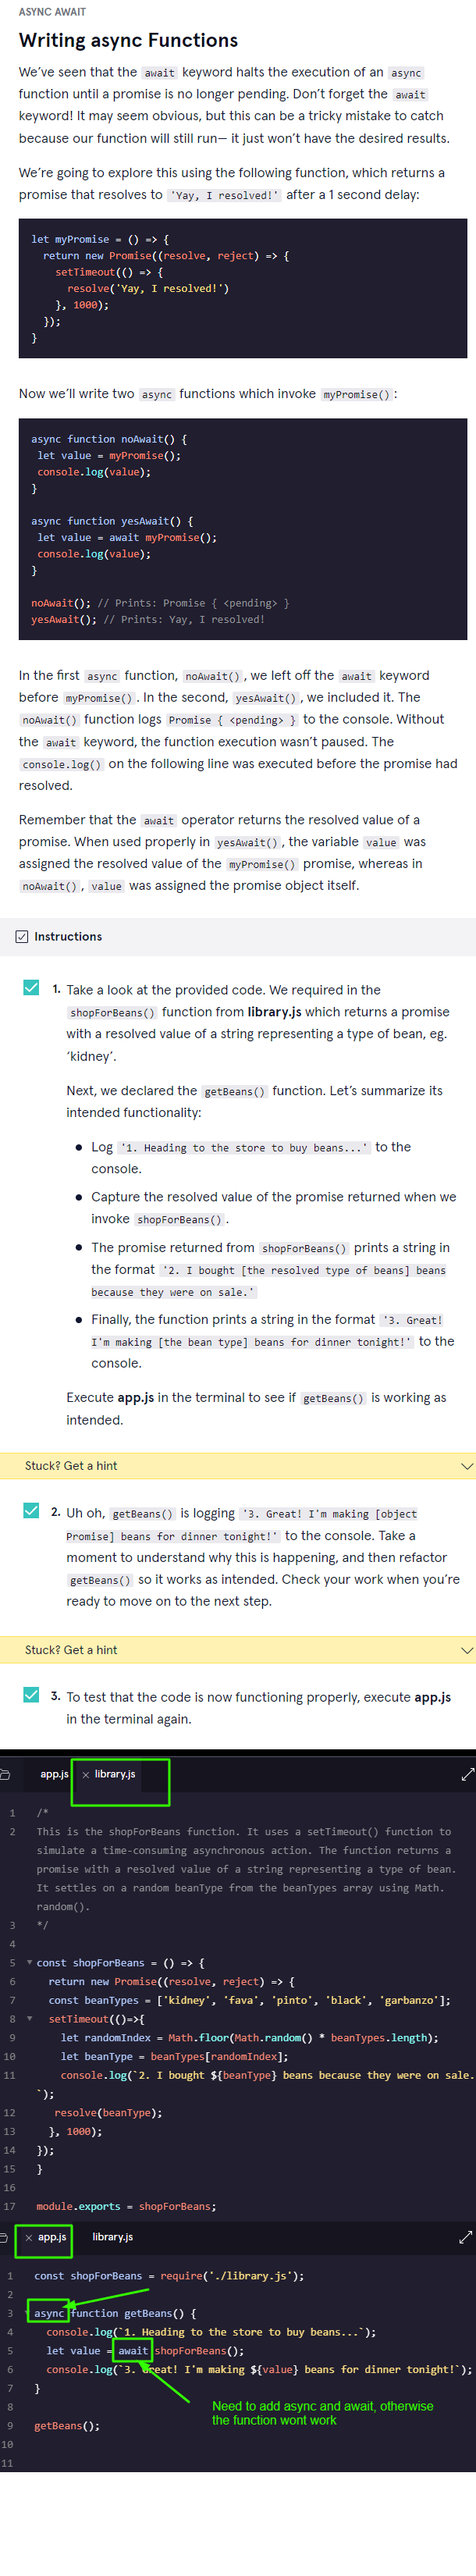 ASYNC AWAIT
Writing async Functions
We've seen that the await keyword halts the execution of an async
function until a promise is no longer pending. Don't forget the await
keyword! It may seem obvious, but this can be a tricky mistake to catch
because our function will still run— it just won't have the desired results.
We're going to explore this using the following function, which returns a
promise that resolves to 'Yay, I resolved!' after a 1 second delay:
let myPromise = () => {
  return new Promise((resolve, reject) => {
    setTimeout(() => {
      resolve('Yay, I resolved!')
    }, 1000);
  });
}
Now we'll write two async functions which invoke myPromise():
async function noAwait() {
 let value = myPromise();
 console.log(value);
}
async function yesAwait() {
 let value = await myPromise();
 console.log(value);
}
noAwait(); // Prints: Promise { <pending> }
yesAwait(); // Prints: Yay, I resolved!
In the first async function, noAwait(), we left off the await keyword
before myPromise(). In the second, yesAwait(), we included it. The
noAwait() function logs Promise { <pending> } to the console. Without
the await keyword, the function execution wasn't paused. The
console.log() on the following line was executed before the promise had
resolved.
Remember that the await operator returns the resolved value of a
promise. When used properly in yesAwait(), the variable value was
assigned the resolved value of the myPromise() promise, whereas in
noAwait(), value was assigned the promise object itself.
Instructions
1. Take a look at the provided code. We required in the
shopForBeans() function from library.js which returns a promise
with a resolved value of a string representing a type of bean, eg.
'kidney'.
Next, we declared the getBeans() function. Let's summarize its
intended functionality:
● Log '1. Heading to the store to buy beans...' to the
console.
● Capture the resolved value of the promise returned when we
invoke shopForBeans().
● The promise returned from shopForBeans() prints a string in
the format '2. I bought [the resolved type of beans] beans
because they were on sale.'
● Finally, the function prints a string in the format '3. Great!
I'm making [the bean type] beans for dinner tonight!' to the
console.
Execute app.js in the terminal to see if getBeans() is working as
intended.
Stuck? Get a hint
2. Uh oh, getBeans() is logging '3. Great! I'm making [object
Promise] beans for dinner tonight!' to the console. Take a
moment to understand why this is happening, and then refactor
getBeans() so it works as intended. Check your work when you're
ready to move on to the next step.
Stuck? Get a hint
3. To test that the code is now functioning properly, execute app.js
in the terminal again.
app.js × library.js
1 /*
2 This is the shopForBeans function. It uses a setTimeout() function to
simulate a time-consuming asynchronous action. The function returns a
promise with a resolved value of a string representing a type of bean.
It settles on a random beanType from the beanTypes array using Math.
random().
3 */
4
5 const shopForBeans = () => {
6   return new Promise((resolve, reject) => {
7   const beanTypes = ['kidney', 'fava', 'pinto', 'black', 'garbanzo'];
8   setTimeout(()=>{
9     let randomIndex = Math.floor(Math.random() * beanTypes.length);
10     let beanType = beanTypes[randomIndex];
11     console.log(`2. I bought ${beanType} beans because they were on sale.
`);
12    resolve(beanType);
13   }, 1000);
14 });
15 }
16
17 module.exports = shopForBeans;
× app.js library.js
1 const shopForBeans = require('./library.js');
2
3 async function getBeans() {
4   console.log(`1. Heading to the store to buy beans...`);
5   let value = await shopForBeans();
6   console.log(`3. Great! I'm making ${value} beans for dinner tonight!`);
7 }
8
9 getBeans();
10
11
Need to add async and await, otherwise
the function wont work